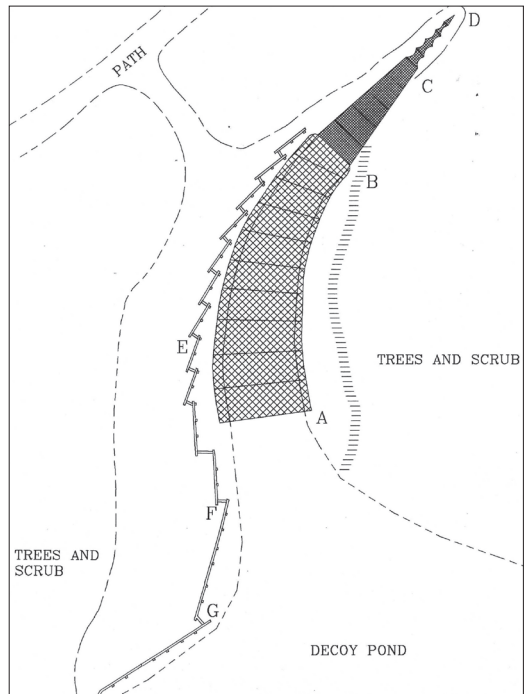 D
PATH
C
B
E
TREES AND SCRUB
A
F
TREES AND
SCRUB
G
DECOY POND